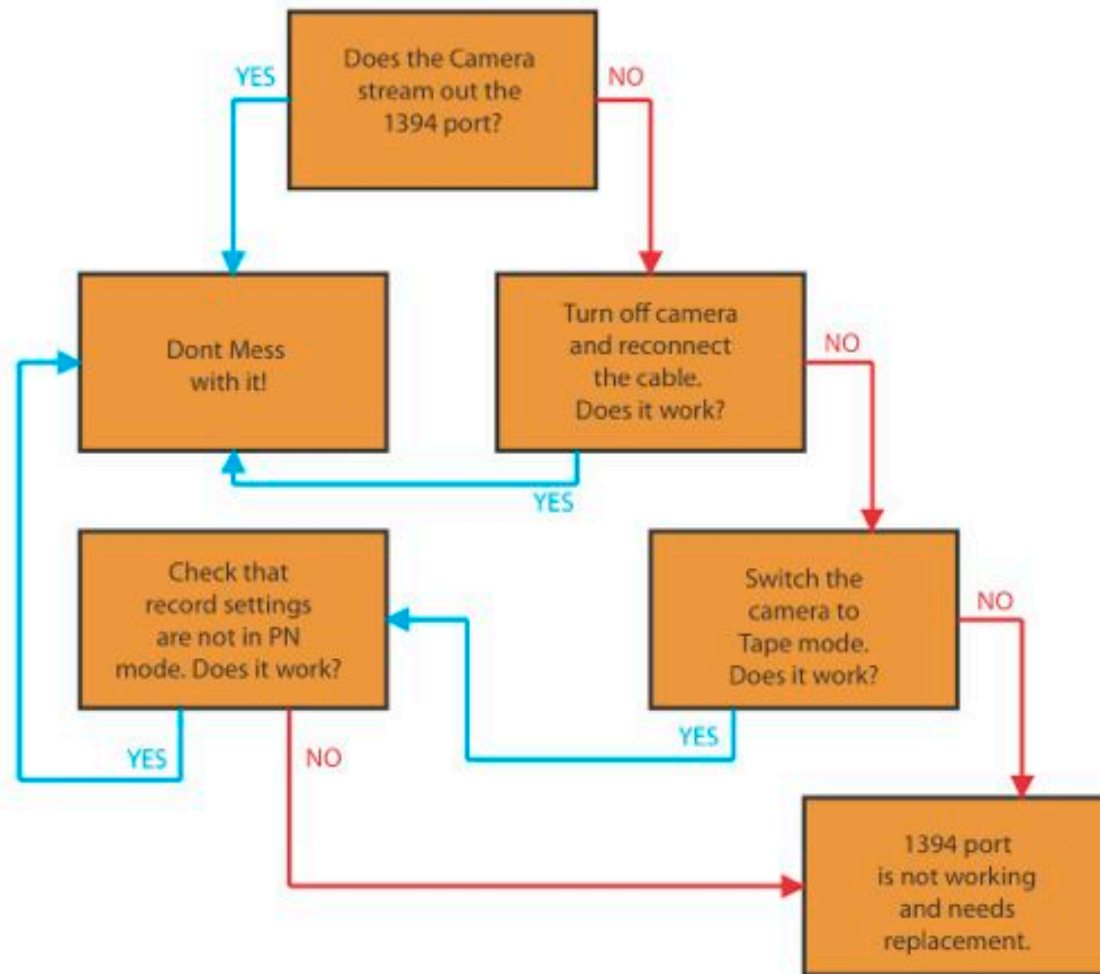 Does the Camera
stream out the
1394 port?
YES
NO
Dont Mess
with it!
Turn off camera
and reconnect
the cable.
Does it work?
NO
YES
Check that
record settings
are not in PN
mode. Does it work?
Switch the
camera to
Tape mode.
Does it work?
NO
YES
YES
NO
1394 port
is not working
and needs
replacement.